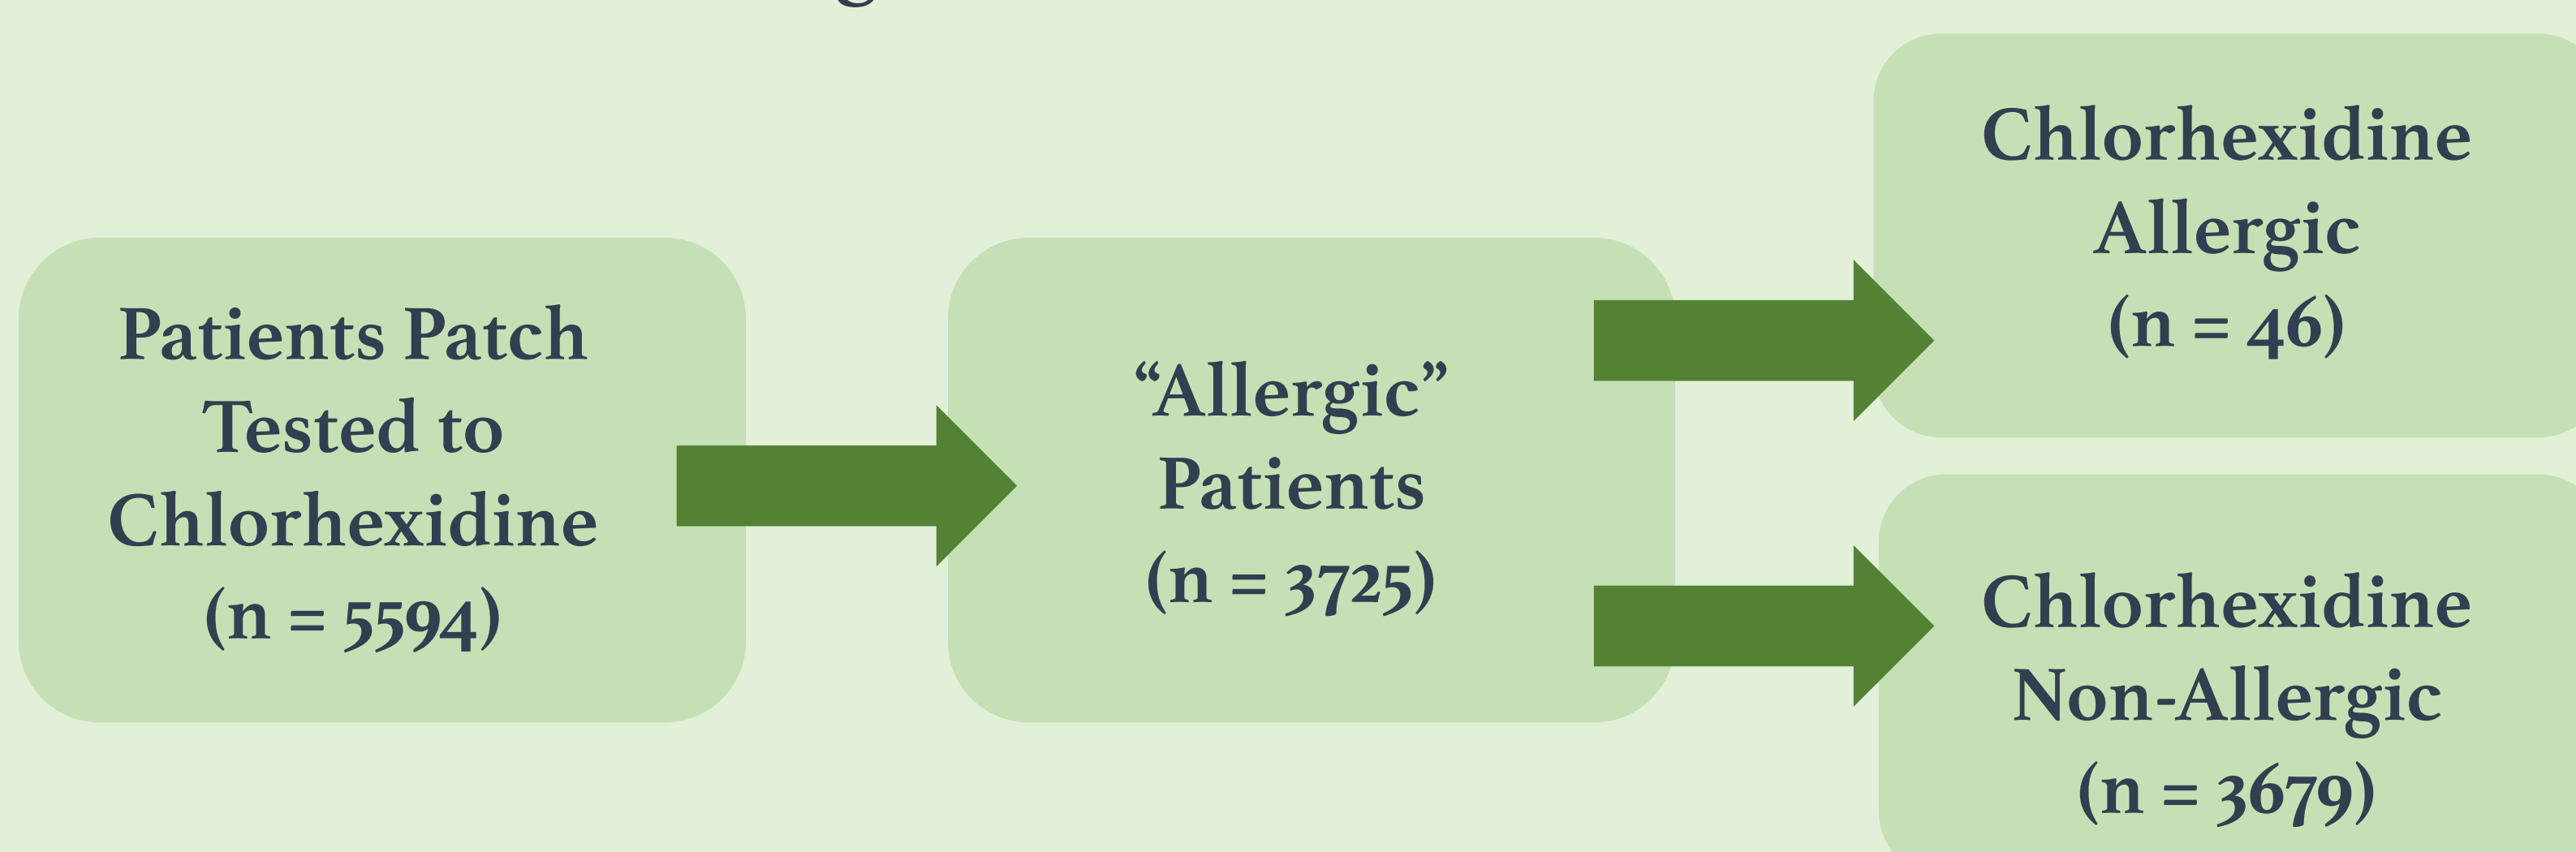 Patients Patch
Tested to
Chlorhexidine
(n = 5594)
“Allergic”
Patients
(n = 3725)
Chlorhexidine
Allergic
(n = 46)
Chlorhexidine
Non-Allergic
(n = 3679)